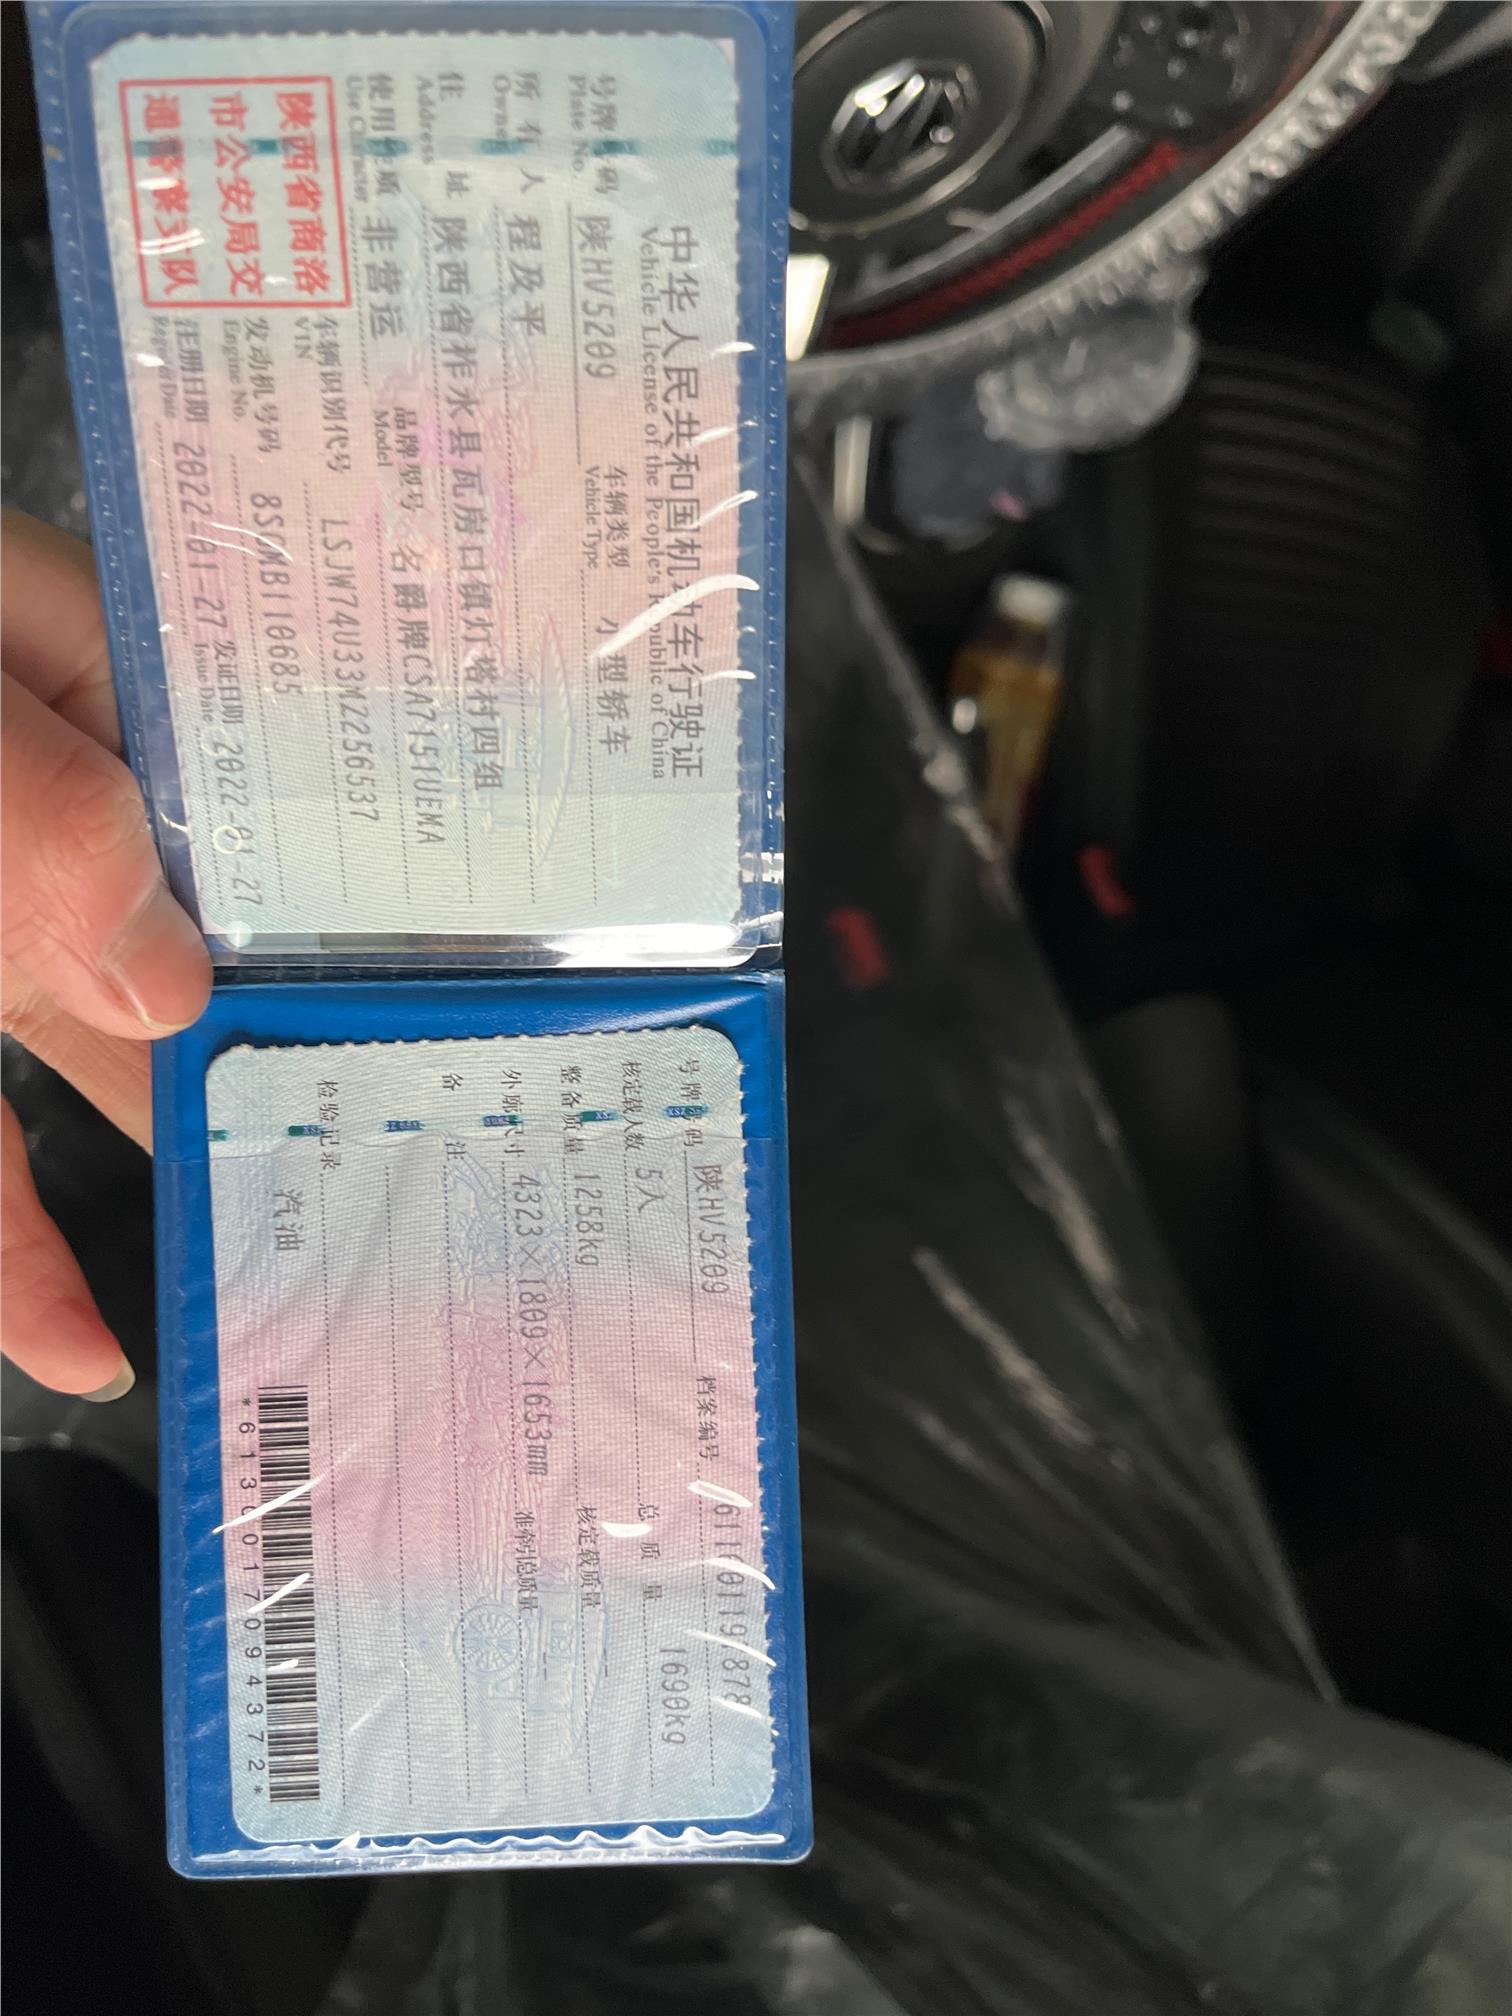 中华人民共和国机动车行驶证
Vehicle License of the People's Republic of China
号牌号码 陕HV5209 车辆类型 小型轿车
Plate No. Vehicle Type
所有人 程及平
Owner
住址 陕西省柞水县瓦房口镇灯塔村四组
Address
使用性质 非营运 品牌型号 名爵牌CSA7151UEMA
Use Character Model
陕西省商洛
市公安局交
通警察支队
车辆识别代号 LSJW74U33MZ256537
VIN
发动机号码 8SGMB110685
Engine No.
注册日期 2022-01-27 发证日期 2022-01-27
Register Date Issue Date
号牌号码 陕HV5209 档案编号
核定载人数 5人 总质量 1690kg
整备质量 1258kg 核定载质量 --
外廓尺寸 4323×1809×1653mm 准牵引总质量 --
备注
检验记录
汽油
*6130017094372*